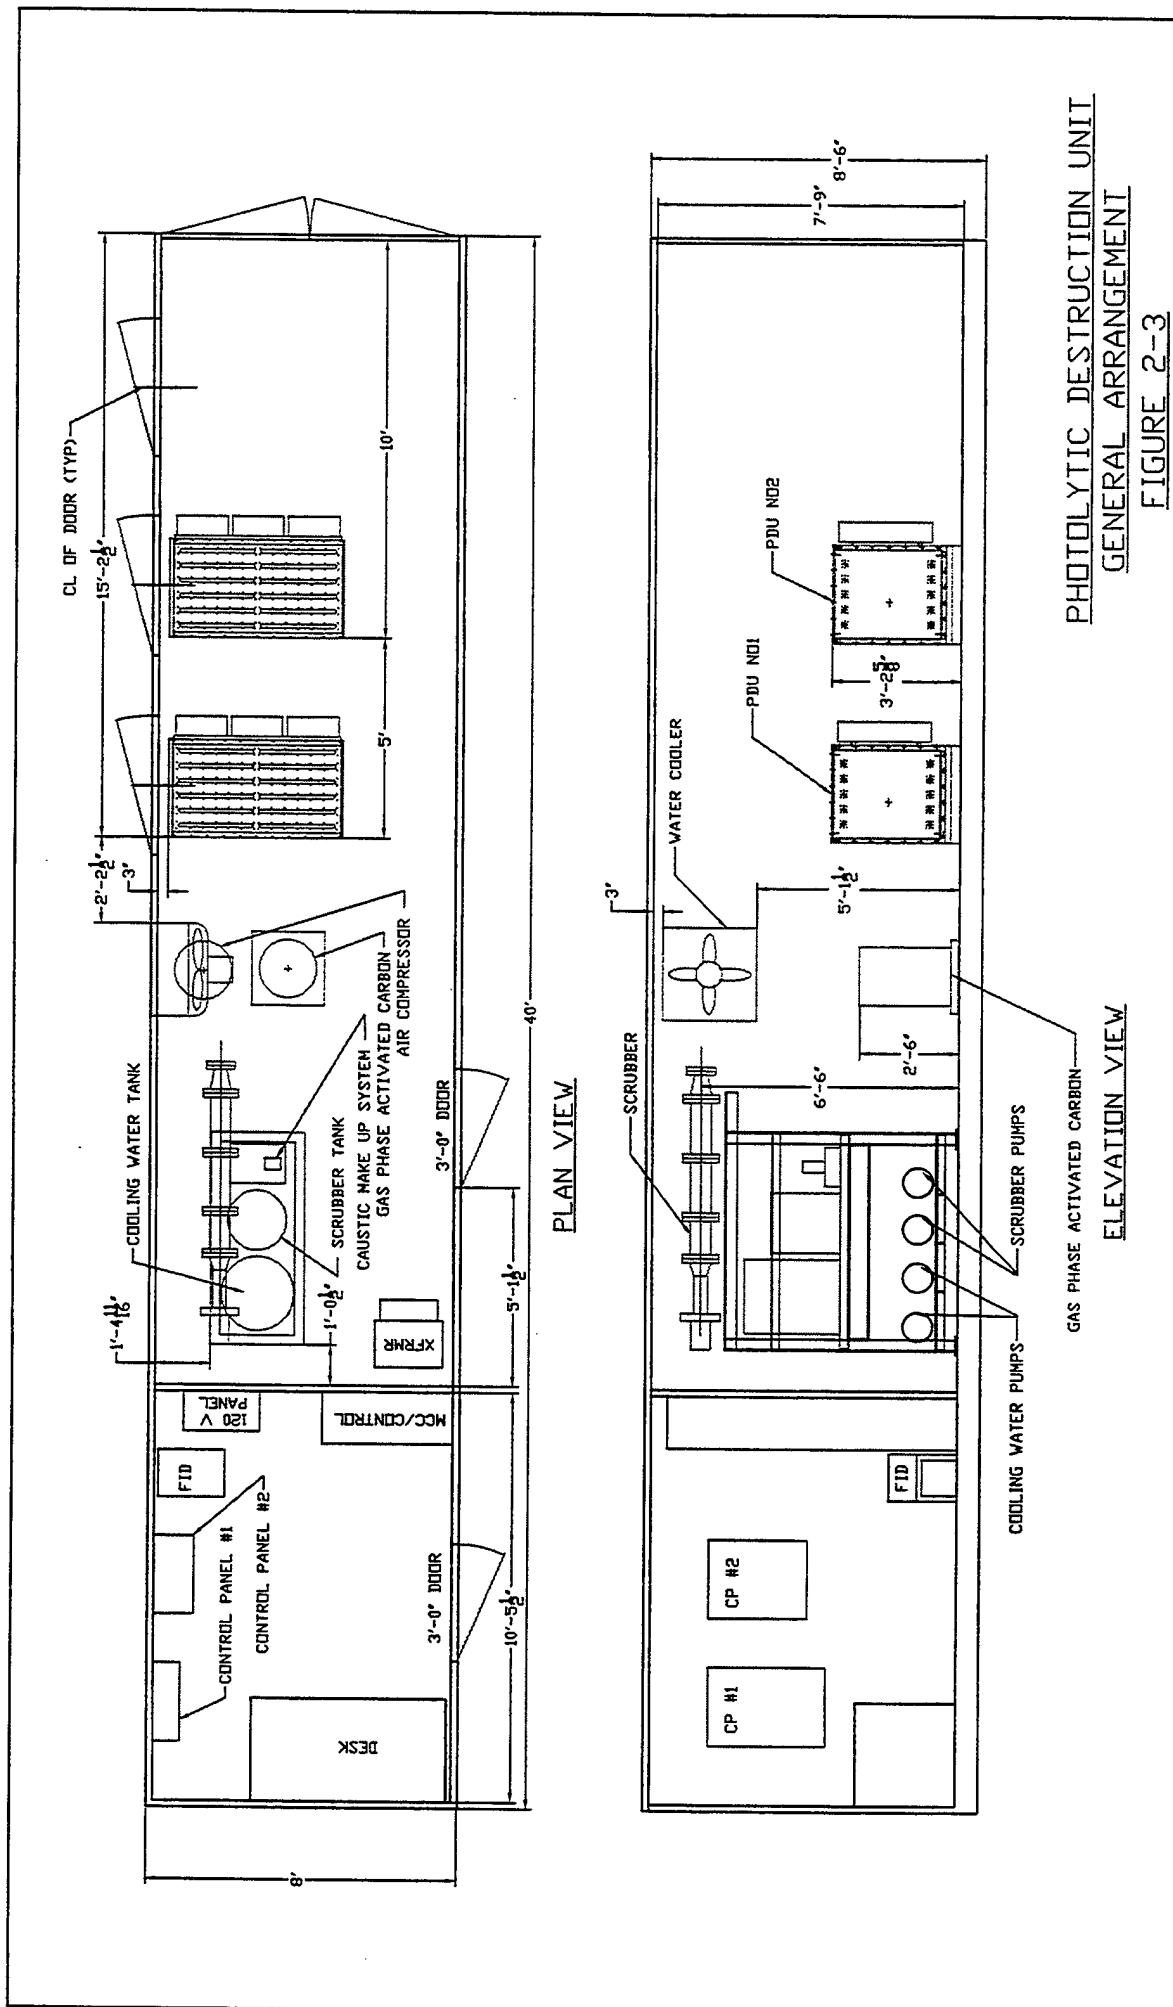 CL OF DOOR (TYP)
15'-2½"
2'-2½"
3"
10'
5'
COOLING WATER TANK
1'-4 11/16"
SCRUBBER TANK
CAUSTIC MAKE UP SYSTEM
GAS PHASE ACTIVATED CARBON
AIR COMPRESSOR
1'-0½"
120 V
PANEL
FID
CONTROL PANEL #1
CONTROL PANEL #2
MCC/CONTROL
XFRMR
DESK
3'-0" DOOR
3'-0" DOOR
5'-1½"
10'-5½"
40'
8'
PLAN VIEW
SCRUBBER
3"
WATER COOLER
PDU NO1
PDU NO2
8'-6"
7'-9"
3'-2⅝"
5'-1½"
2'-6"
6'-6"
CP #1
CP #2
FID
COOLING WATER PUMPS
SCRUBBER PUMPS
GAS PHASE ACTIVATED CARBON
ELEVATION VIEW
PHOTOLYTIC DESTRUCTION UNIT
GENERAL ARRANGEMENT
FIGURE 2-3